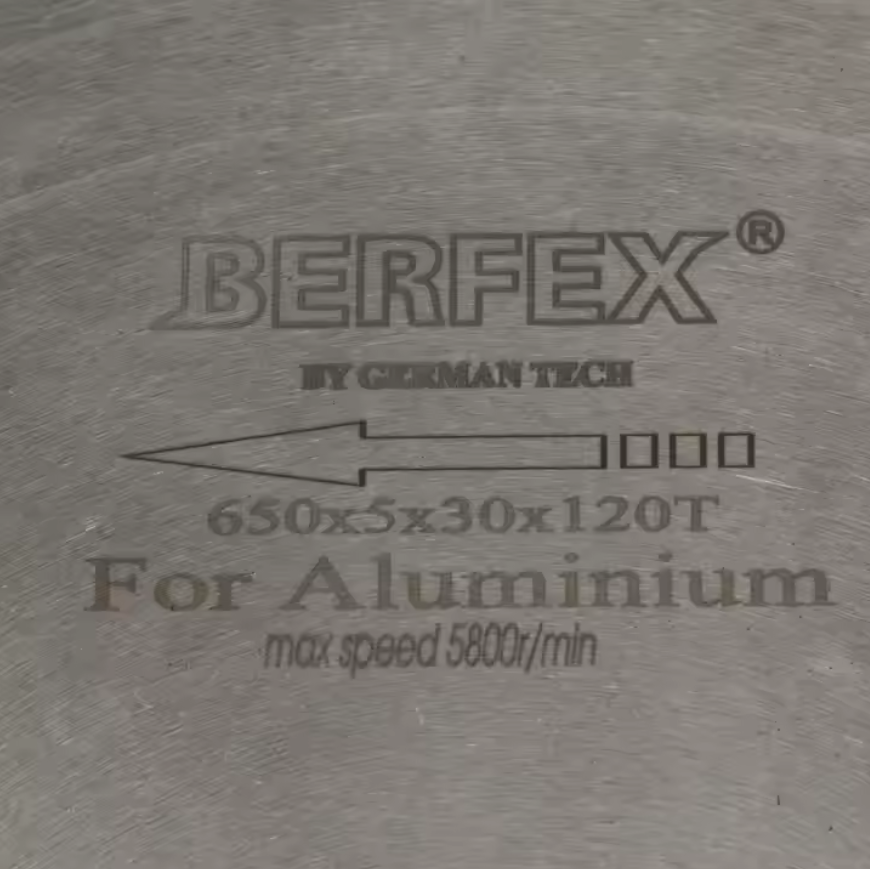 BERFEX®
BY GERMAN TECH
650x5x30x120T
For Aluminium
max speed 5800r/min